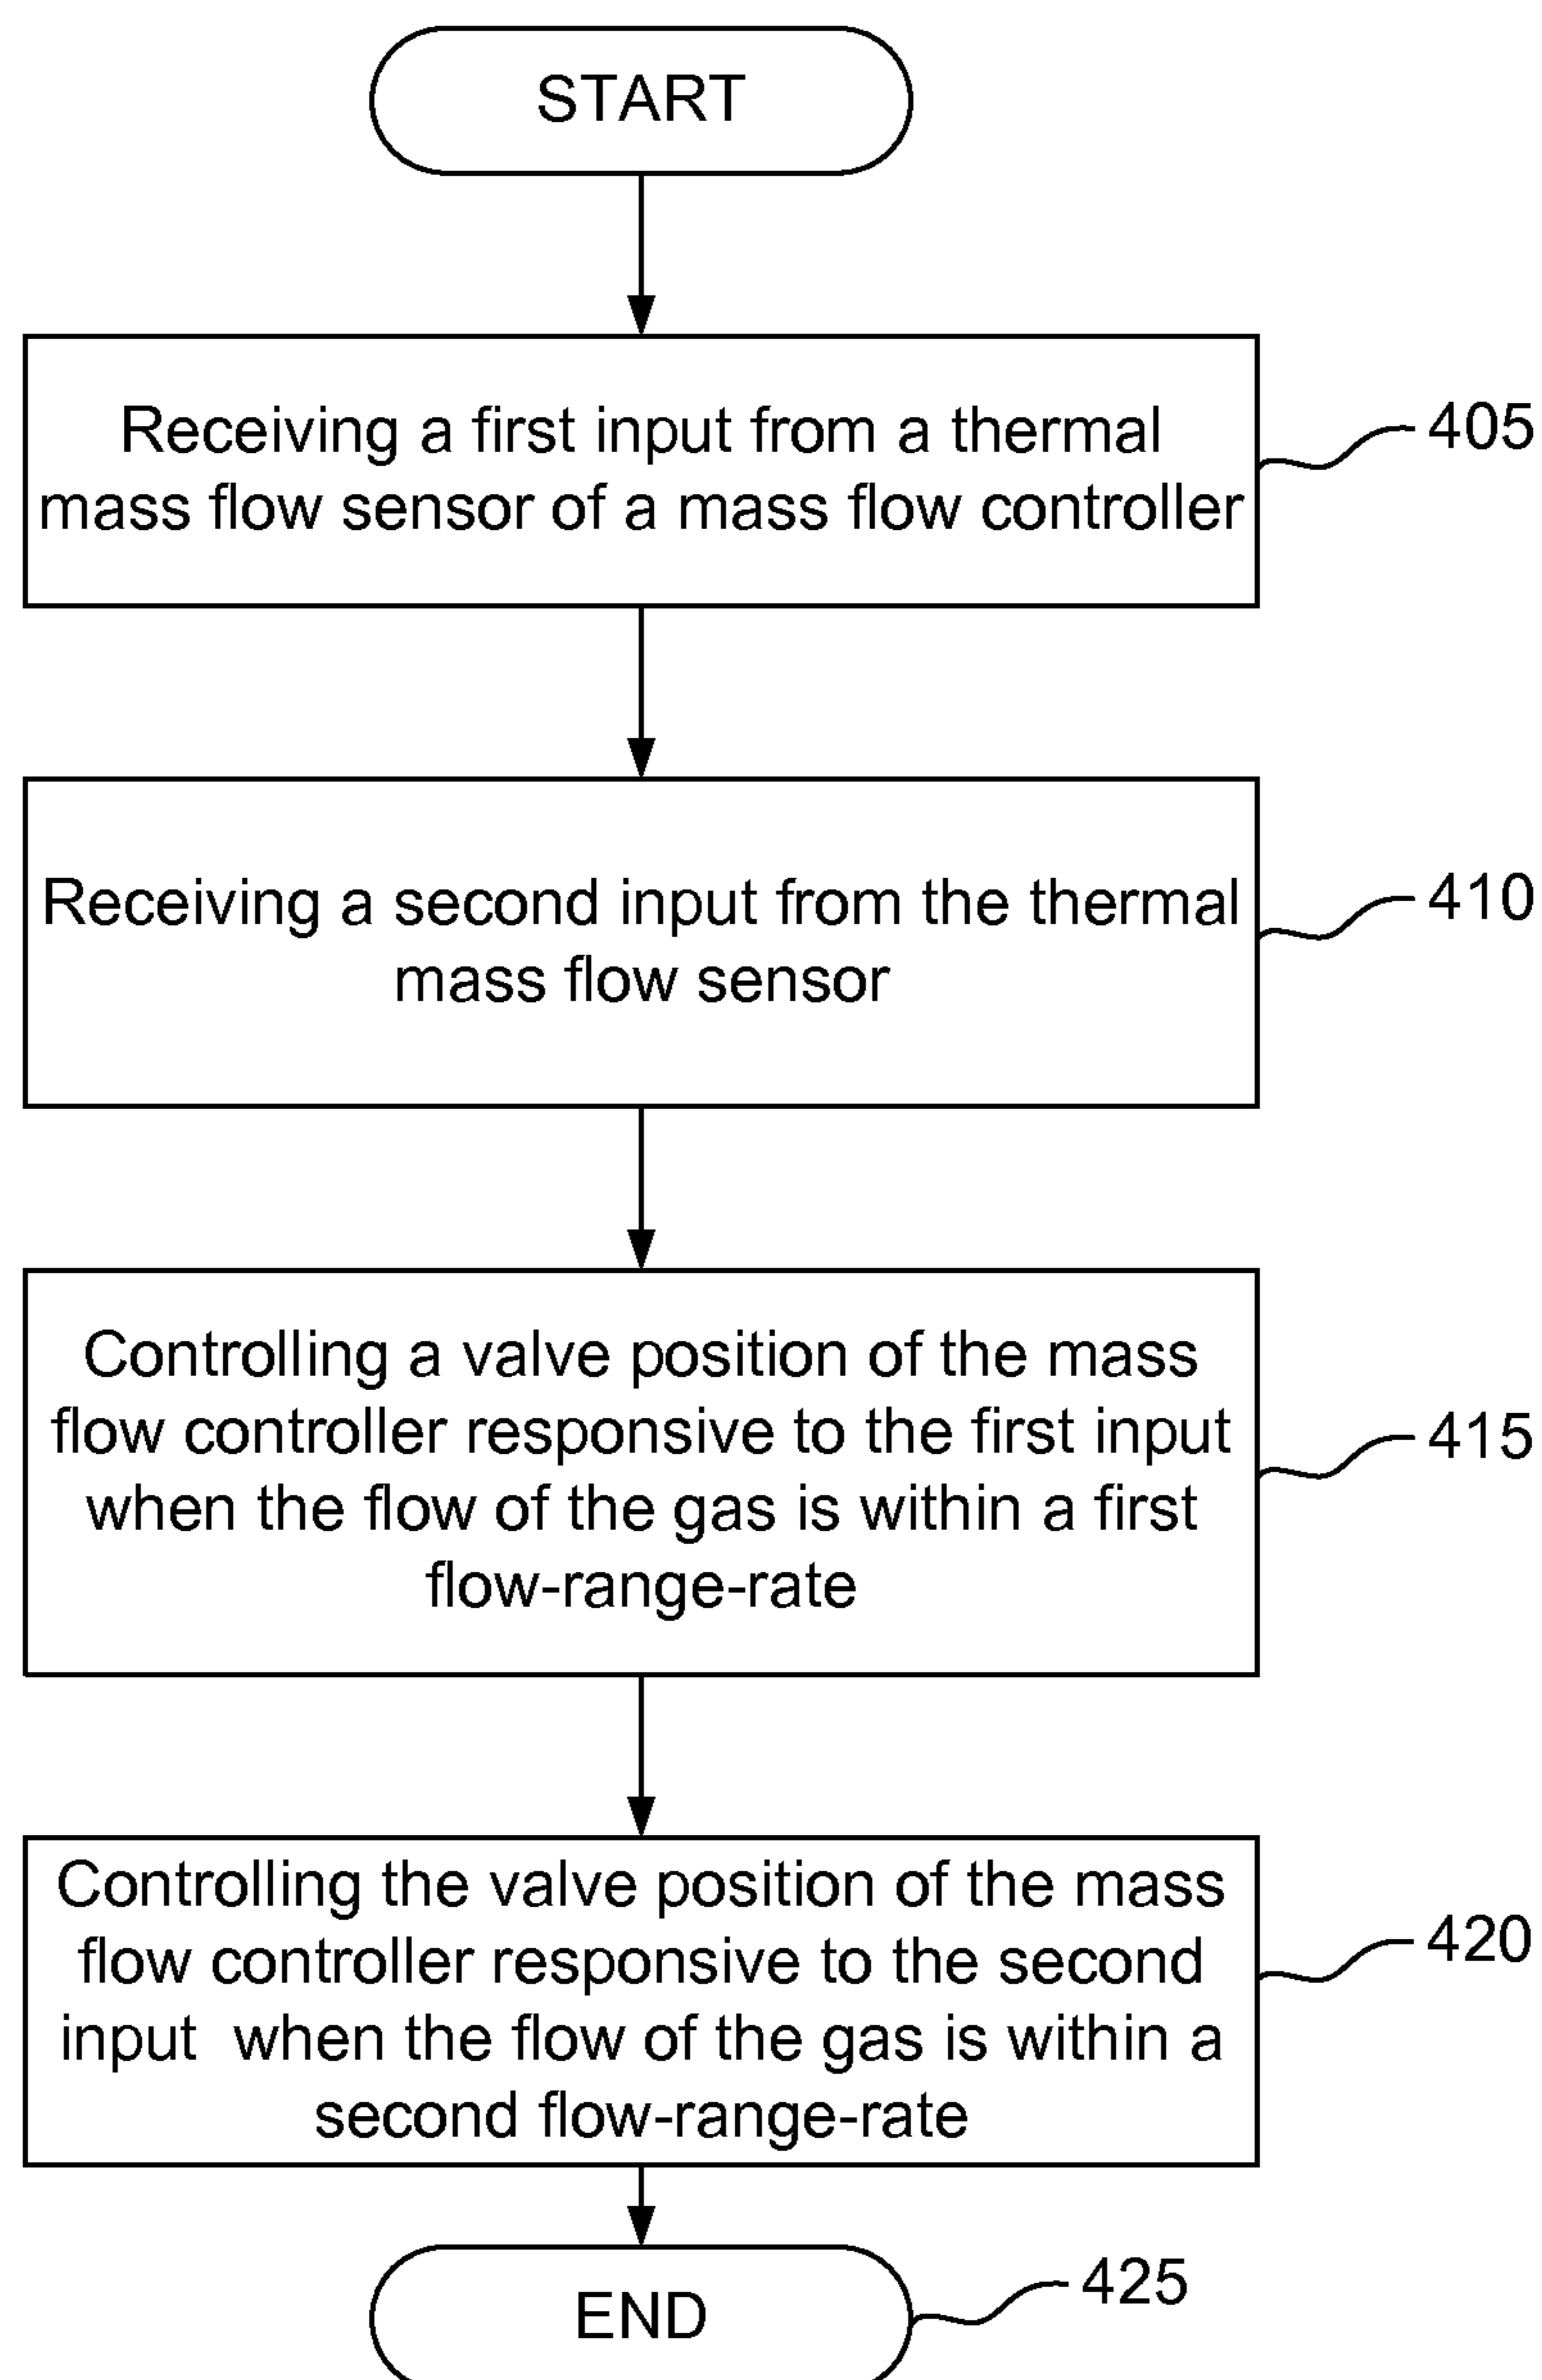 START
Receiving a first input from a thermal
mass flow sensor of a mass flow controller
405
Receiving a second input from the thermal
mass flow sensor
410
Controlling a valve position of the mass
flow controller responsive to the first input
when the flow of the gas is within a first
flow-range-rate
415
Controlling the valve position of the mass
flow controller responsive to the second
input when the flow of the gas is within a
second flow-range-rate
420
END
425